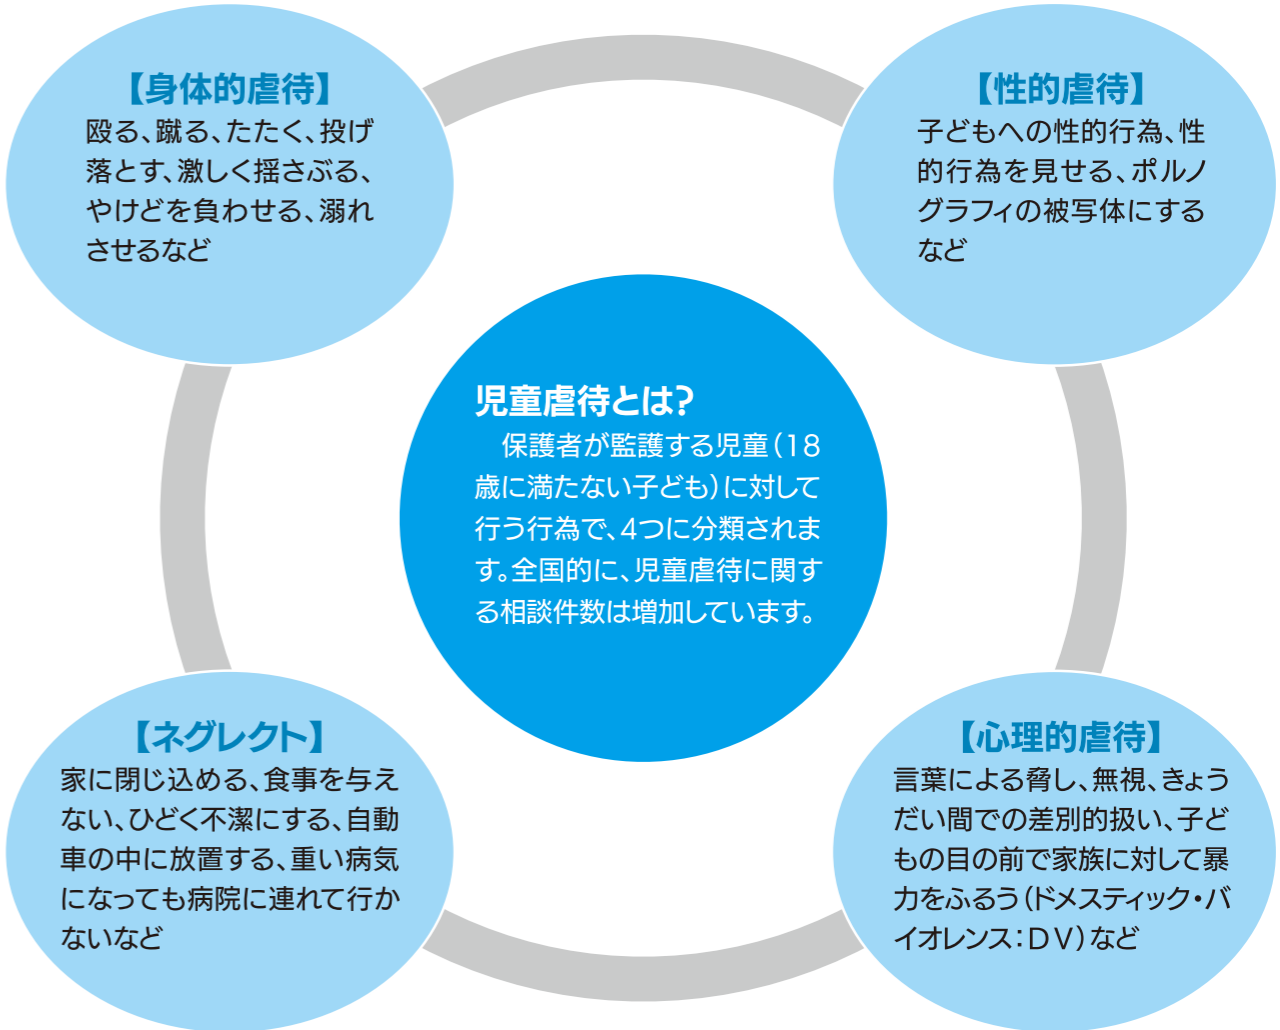 【身体的虐待】
殴る、蹴る、たたく、投げ
落とす、激しく揺さぶる、
やけどを負わせる、溺れ
させるなど
【性的虐待】
子どもへの性的行為、性
的行為を見せる、ポルノ
グラフィの被写体にする
など
児童虐待とは?
保護者が監護する児童(18
歳に満たない子ども)に対して
行う行為で、4つに分類されま
す。全国的に、児童虐待に関す
る相談件数は増加しています。
【ネグレクト】
家に閉じ込める、食事を与え
ない、ひどく不潔にする、自動
車の中に放置する、重い病気
になっても病院に連れて行か
ないなど
【心理的虐待】
言葉による脅し、無視、きょう
だい間での差別的扱い、子ど
もの目の前で家族に対して暴
力をふるう(ドメスティック・バ
イオレンス:DV)など